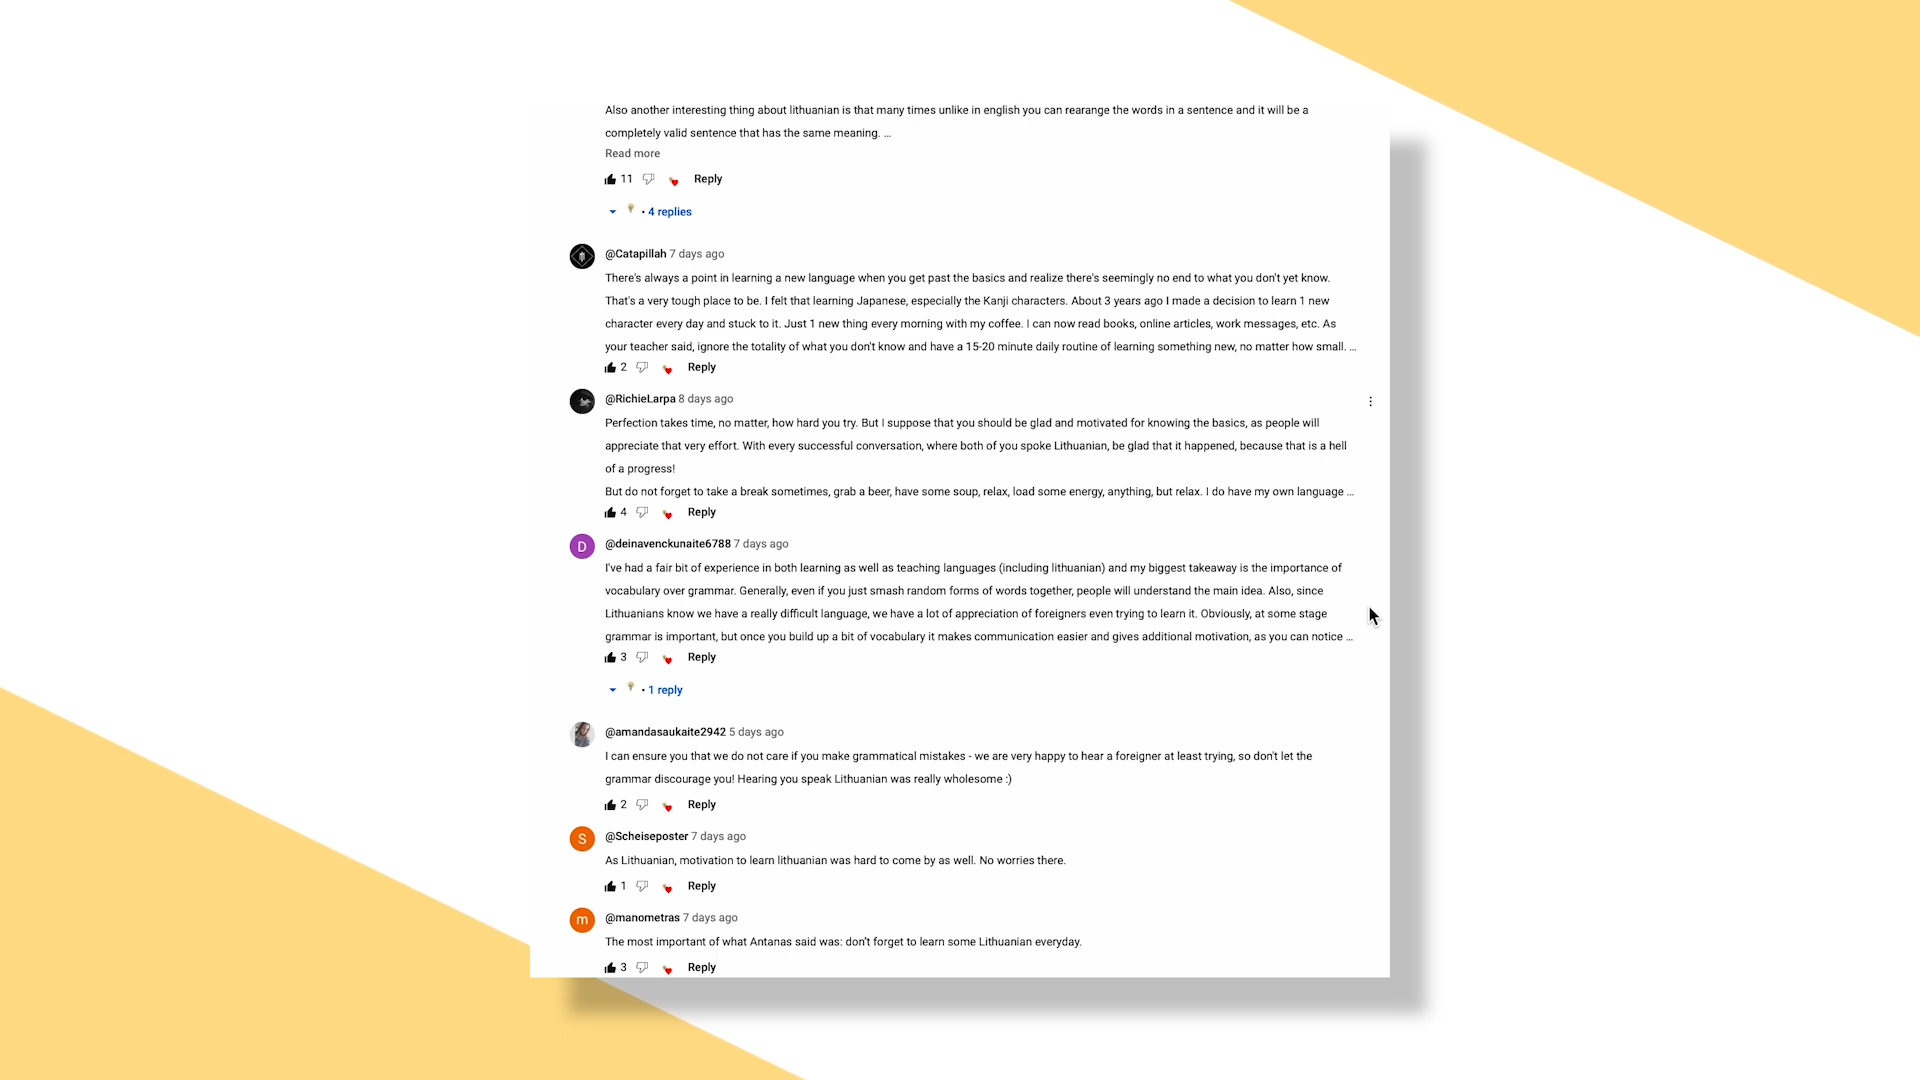 Also another interesting thing about lithuanian is that many times unlike in english you can rearange the words in a sentence and it will be a
completely valid sentence that has the same meaning. ...
Read more
11 Reply
• 4 replies
@Catapillah 7 days ago
There's always a point in learning a new language when you get past the basics and realize there's seemingly no end to what you don't yet know.
That's a very tough place to be. I felt that learning Japanese, especially the Kanji characters. About 3 years ago I made a decision to learn 1 new
character every day and stuck to it. Just 1 new thing every morning with my coffee. I can now read books, online articles, work messages, etc. As
your teacher said, ignore the totality of what you don't know and have a 15-20 minute daily routine of learning something new, no matter how small. ...
2 Reply
@RichieLarpa 8 days ago
Perfection takes time, no matter, how hard you try. But I suppose that you should be glad and motivated for knowing the basics, as people will
appreciate that very effort. With every successful conversation, where both of you spoke Lithuanian, be glad that it happened, because that is a hell
of a progress!
But do not forget to take a break sometimes, grab a beer, have some soup, relax, load some energy, anything, but relax. I do have my own language ...
4 Reply
D
@deinavenckunaite6788 7 days ago
I've had a fair bit of experience in both learning as well as teaching languages (including lithuanian) and my biggest takeaway is the importance of
vocabulary over grammar. Generally, even if you just smash random forms of words together, people will understand the main idea. Also, since
Lithuanians know we have a really difficult language, we have a lot of appreciation of foreigners even trying to learn it. Obviously, at some stage
grammar is important, but once you build up a bit of vocabulary it makes communication easier and gives additional motivation, as you can notice ...
3 Reply
• 1 reply
@amandasaukaite2942 5 days ago
I can ensure you that we do not care if you make grammatical mistakes - we are very happy to hear a foreigner at least trying, so don't let the
grammar discourage you! Hearing you speak Lithuanian was really wholesome :)
2 Reply
S
@Scheiseposter 7 days ago
As Lithuanian, motivation to learn lithuanian was hard to come by as well. No worries there.
1 Reply
m
@manometras 7 days ago
The most important of what Antanas said was: don't forget to learn some Lithuanian everyday.
3 Reply